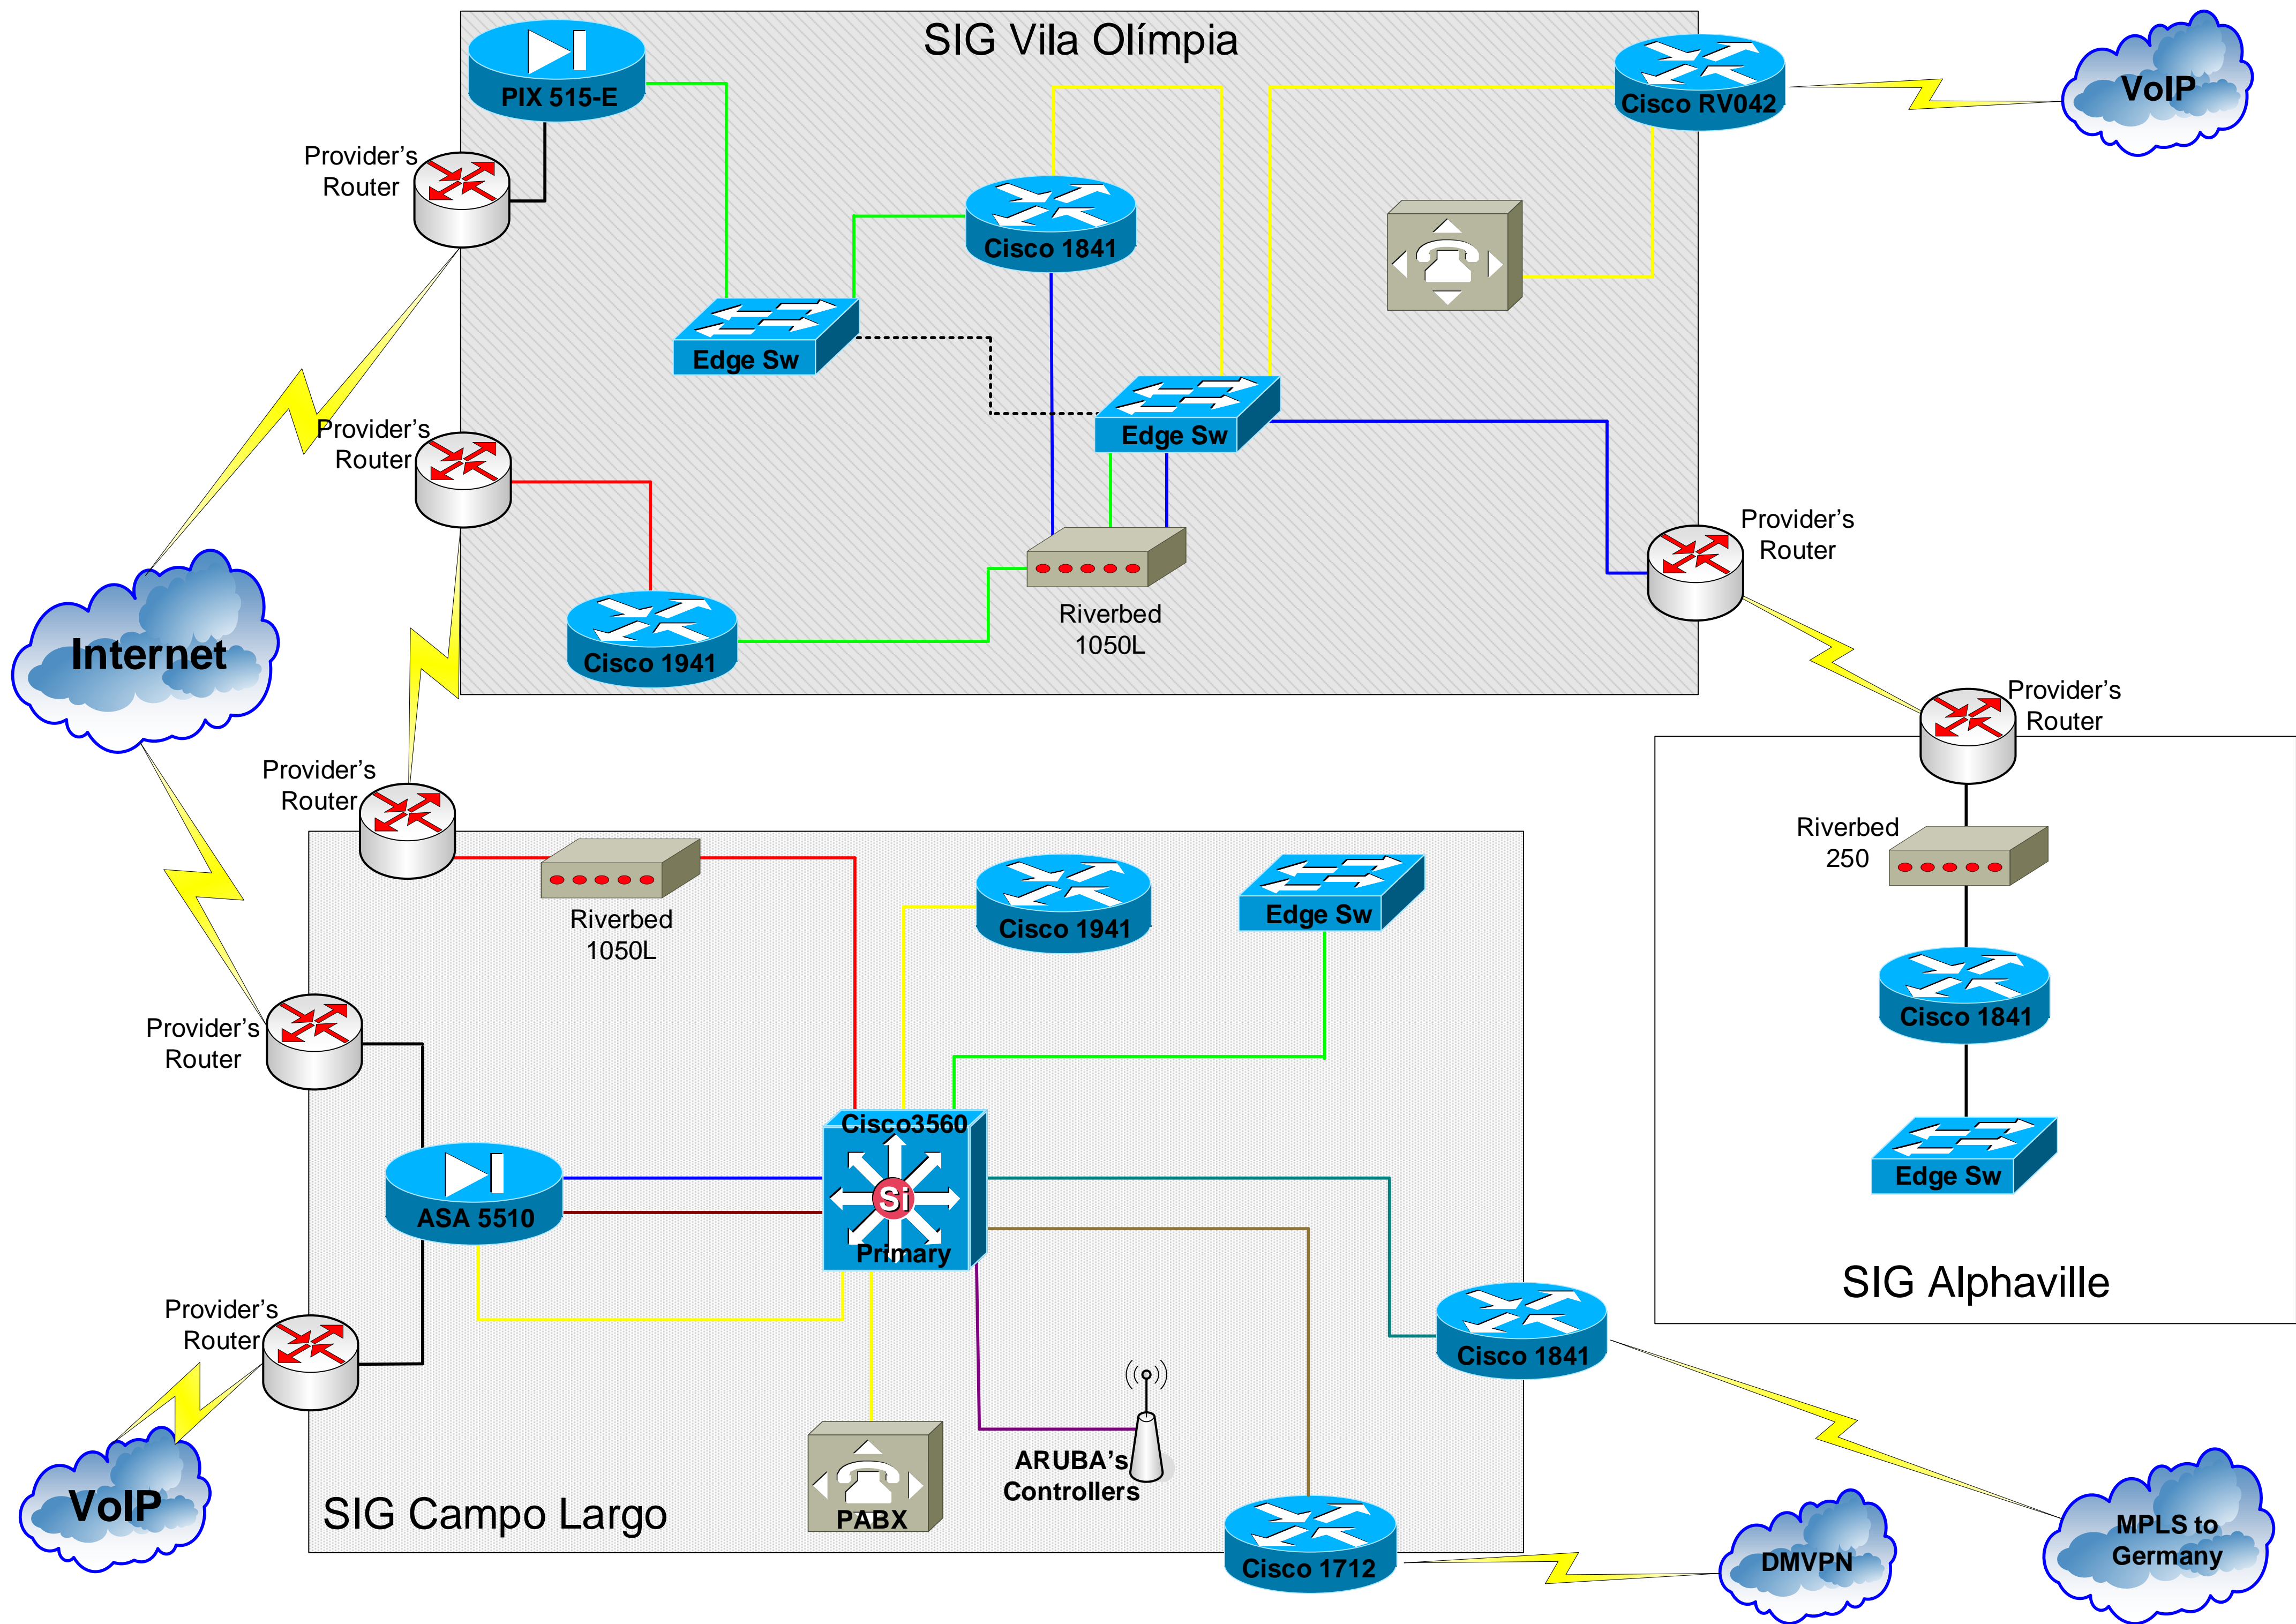 SIG Vila Olímpia
PIX 515-E
Cisco RV042
VoIP
Provider's
Router
Cisco 1841
Edge Sw
Provider's
Router
Edge Sw
Provider's
Router
Riverbed
1050L
Internet
Cisco 1941
Provider's
Router
Provider's
Router
Riverbed
250
Riverbed
1050L
Cisco 1941
Edge Sw
Cisco 1841
Provider's
Router
Cisco3560
Si
Primary
ASA 5510
Edge Sw
SIG Alphaville
Provider's
Router
Cisco 1841
ARUBA's
Controllers
VoIP
SIG Campo Largo
PABX
Cisco 1712
DMVPN
MPLS to
Germany